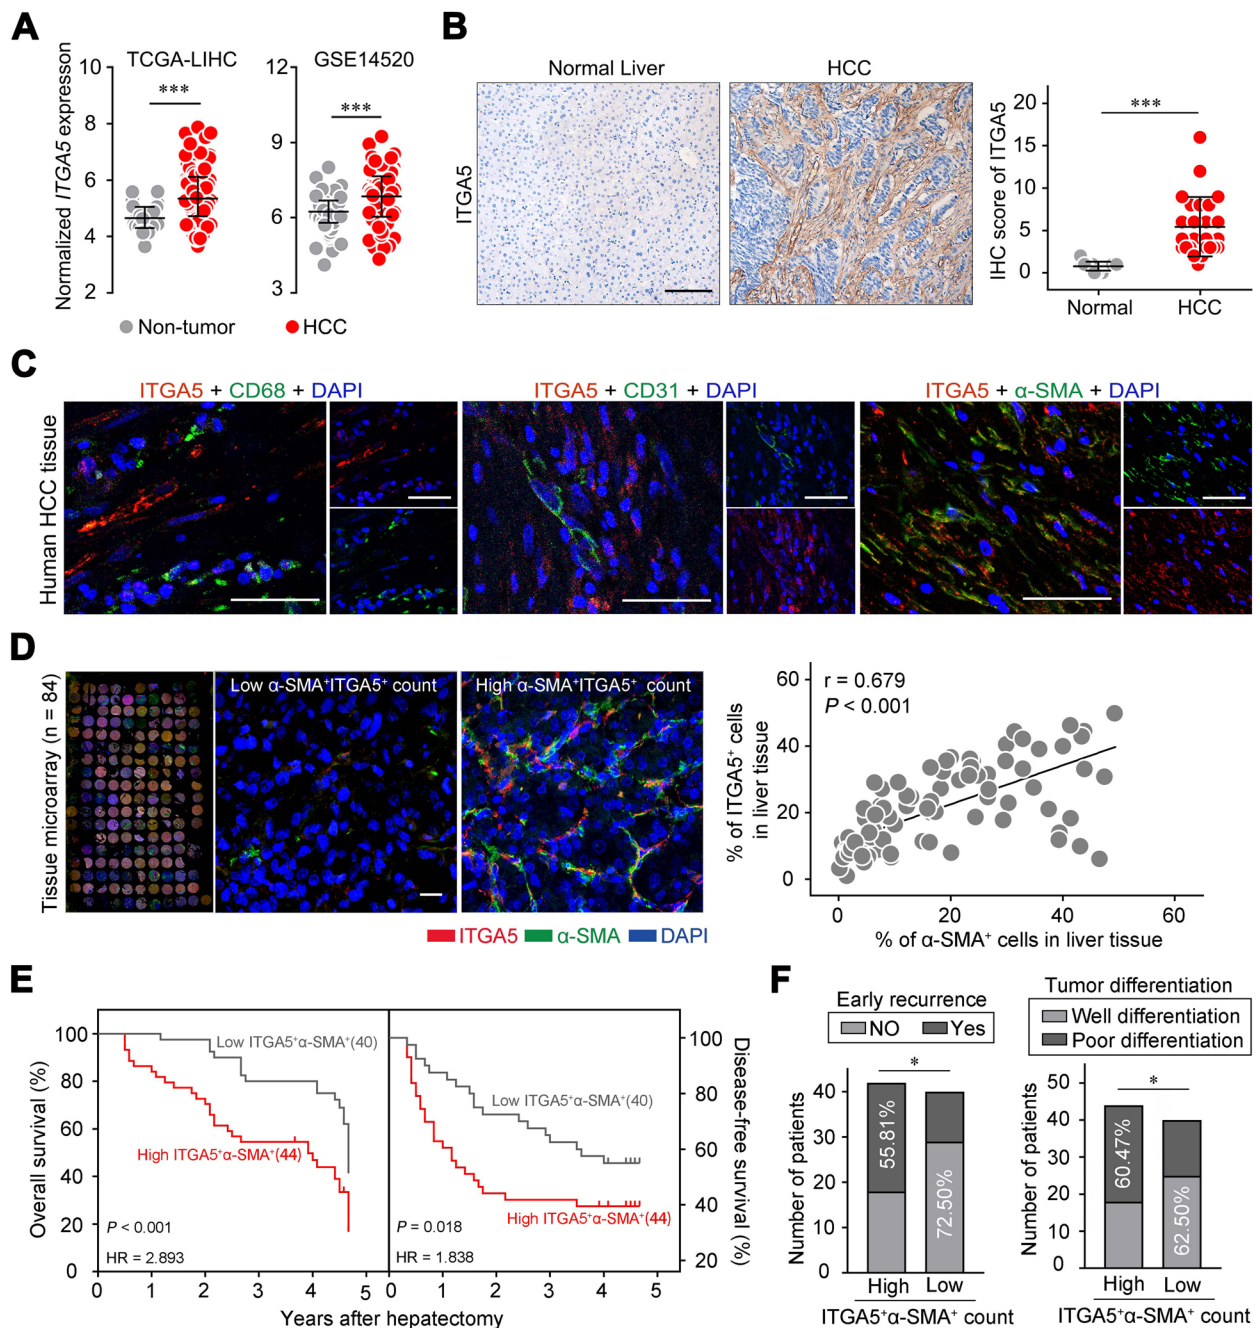 A
Normalized ITGA5 expresson
TCGA-LIHC
GSE14520
10
8
6
4
2
***
12
9
6
3
***
Non-tumor
HCC
B
Normal Liver
HCC
ITGA5
IHC score of ITGA5
20
15
10
5
0
***
Normal
HCC
C
Human HCC tissue
ITGA5 + CD68 + DAPI
ITGA5 + CD31 + DAPI
ITGA5 + α-SMA + DAPI
D
Tissue microarray (n = 84)
Low α-SMA⁺ITGA5⁺ count
High α-SMA⁺ITGA5⁺ count
ITGA5
α-SMA
DAPI
% of ITGA5⁺ cells
in liver tissue
60
40
20
0
r = 0.679
P < 0.001
0
20
40
60
% of α-SMA⁺ cells in liver tissue
E
Overall survival (%)
100
80
60
40
20
0
Low ITGA5⁺α-SMA⁺(40)
High ITGA5⁺α-SMA⁺(44)
P < 0.001
HR = 2.893
0
1
2
3
4
5
Low ITGA5⁺α-SMA⁺(40)
High ITGA5⁺α-SMA⁺(44)
P = 0.018
HR = 1.838
0
1
2
3
4
5
100
80
60
40
20
Disease-free survival (%)
Years after hepatectomy
F
Early recurrence
NO
Yes
Number of patients
40
30
20
10
0
*
55.81%
72.50%
High
Low
ITGA5⁺α-SMA⁺ count
Tumor differentiation
Well differentiation
Poor differentiation
Number of patients
50
40
30
20
10
0
*
60.47%
62.50%
High
Low
ITGA5⁺α-SMA⁺ count